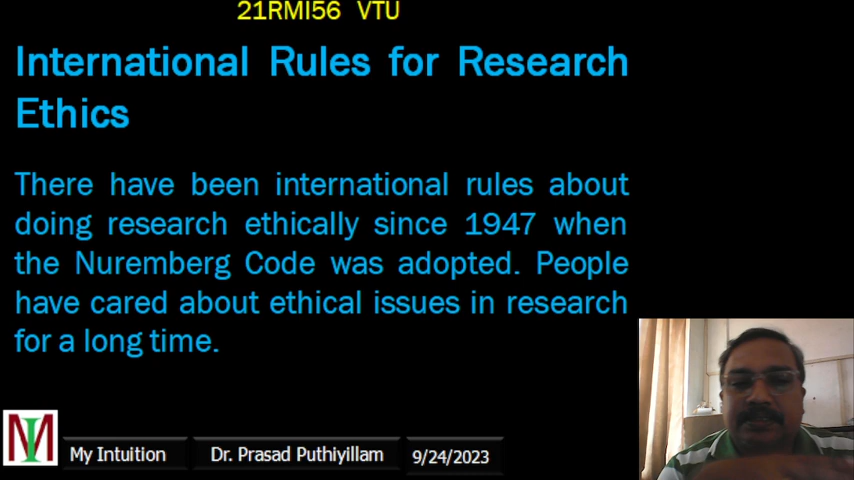 21RMI56 VTU
International Rules for Research
Ethics
There have been international rules about
doing research ethically since 1947 when
the Nuremberg Code was adopted. People
have cared about ethical issues in research
for a long time.
MI
My Intuition
Dr. Prasad Puthiyillam
9/24/2023